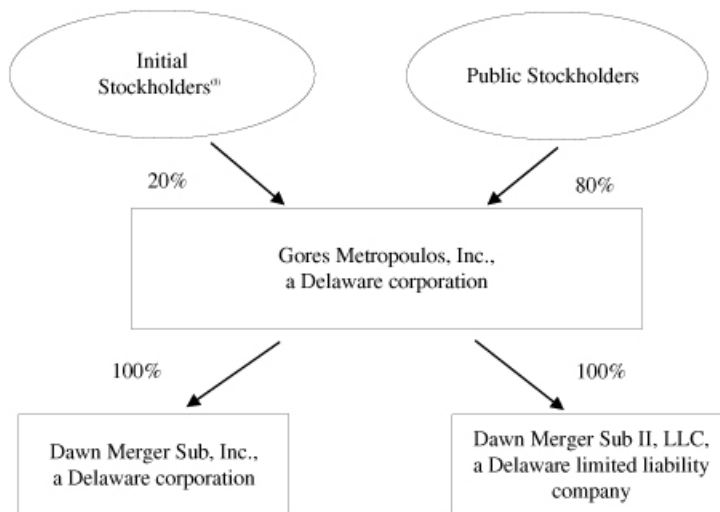 Initial
Stockholders
Public Stockholders
20%
80%
Gores Metropoulos, Inc.,
a Delaware corporation
100%
100%
Dawn Merger Sub, Inc.,
a Delaware corporation
Dawn Merger Sub II, LLC,
a Delaware limited liability
company